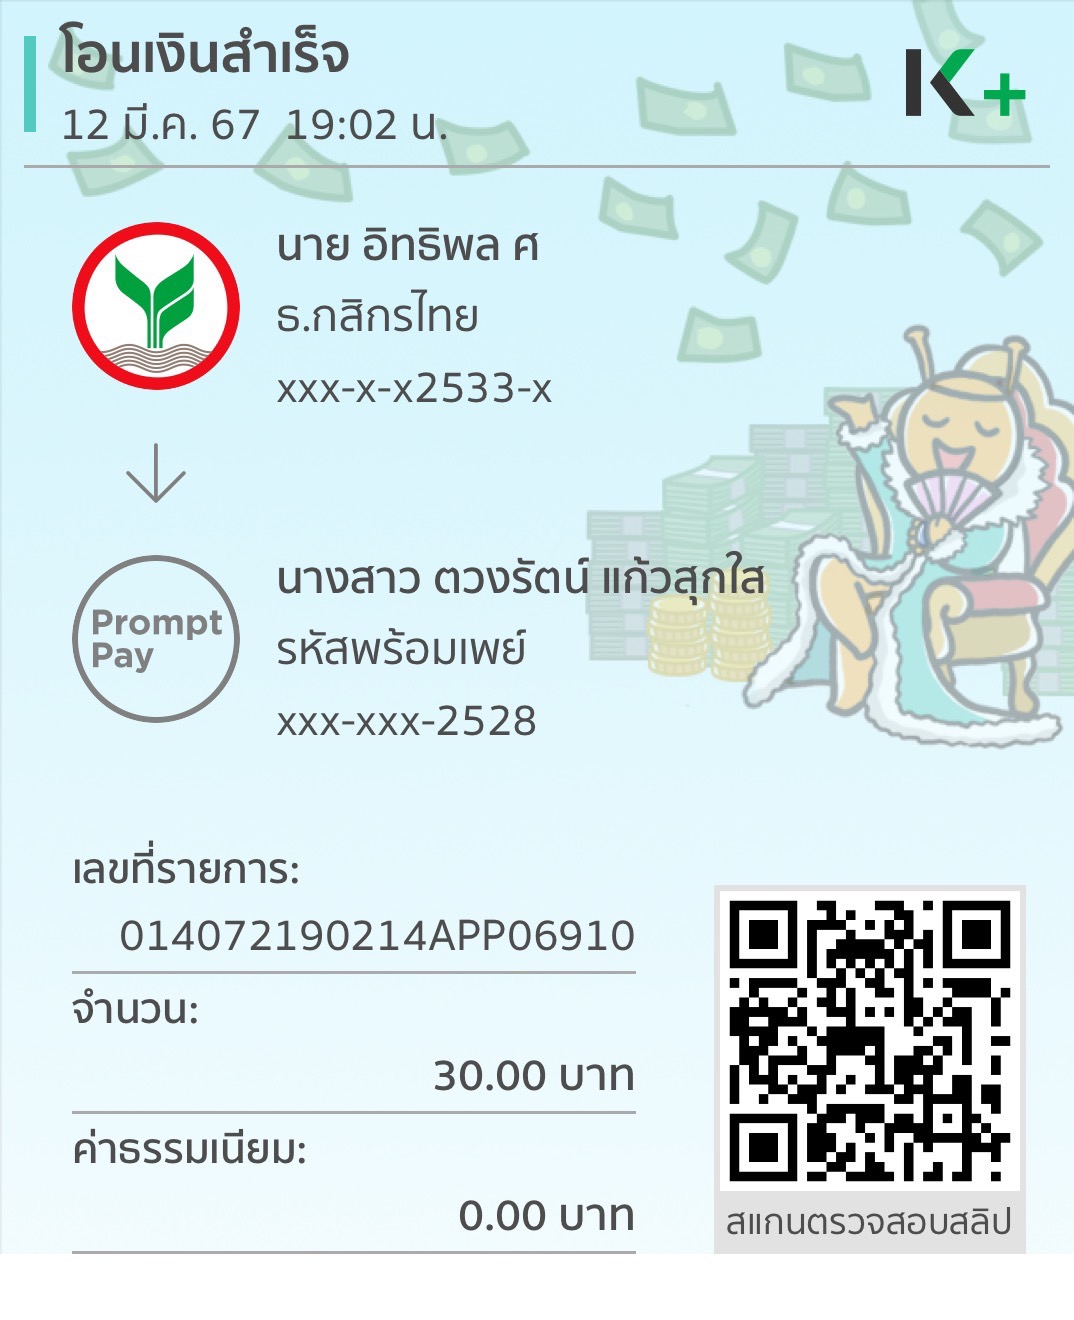 โอนเงินสำเร็จ
12 มี.ค. 67 19:02 น.
K+
นาย อิทธิพล ศ
ธ.กสิกรไทย
xxx-x-x2533-x
Prompt
Pay
นางสาว ตวงรัตน์ แก้วสุกใส
รหัสพร้อมเพย์
xxx-xxx-2528
เลขที่รายการ:
014072190214APP06910
จำนวน:
30.00 บาท
ค่าธรรมเนียม:
0.00 บาท
สแกนตรวจสอบสลิป